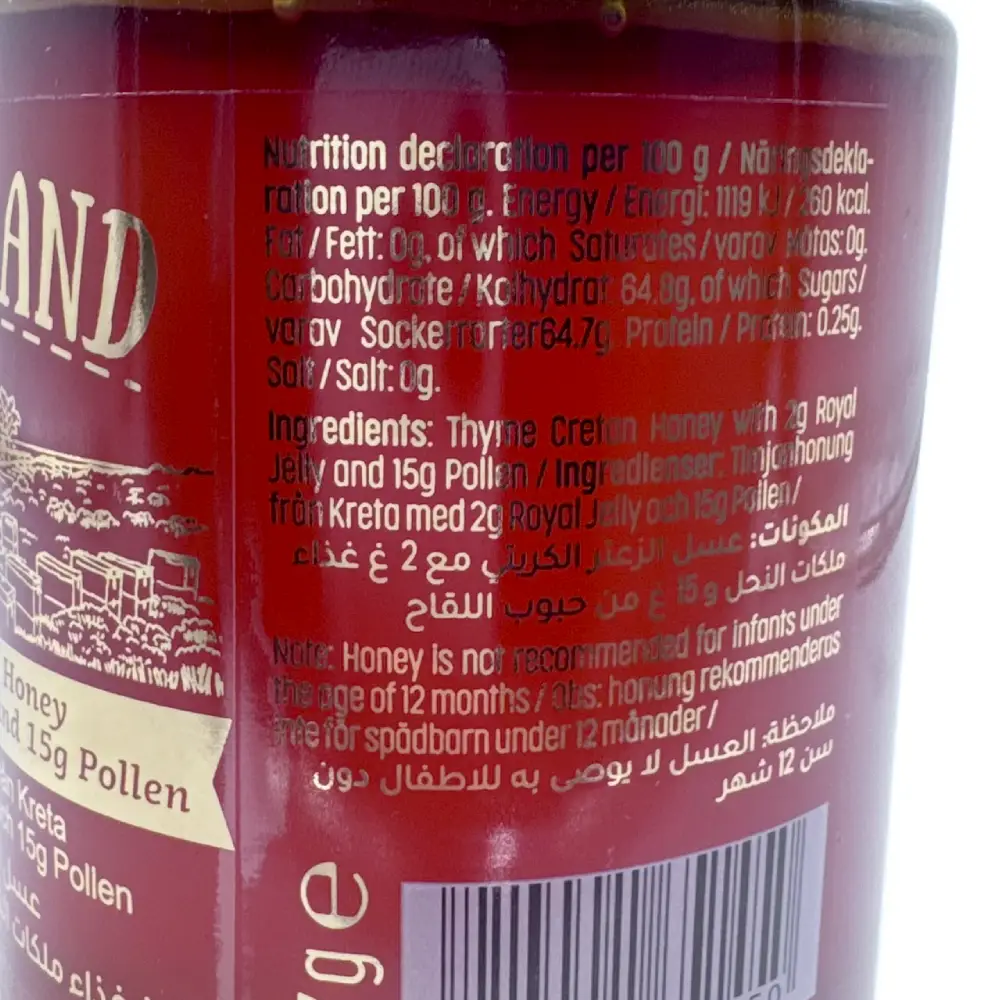 AND
Honey
nd 15g Pollen
Kreta
15g Pollen
عسل
غذاء ملكات
Nutrition declaration per 100 g / Näringsdekla-
ration per 100 g. Energy / Energi: 1119 kJ / 260 kcal.
Fat / Fett: 0g, of which Saturates / varav Mätas: 0g.
Carbohydrate / Kolhydrat 64.8g, of which Sugars/
varav Sockerrarter64.7g Protein / Protein: 0.25g.
Salt / Salt: 0g.
Ingredients: Thyme Cretan Honey with 2g Royal
Jelly and 15g Pollen / Ingredienser: Timjanhonung
från Kreta med 2g Royal Jelly och 15g Pollen/
المكونات: عسل الزعتر الكريتي مع 2 غ غذاء
ملكات النحل و 15 غ من حبوب اللقاح
Note: Honey is not recommended for infants under
the age of 12 months / Obs: honung rekommenderas
inte för spädbarn under 12 månader/
ملاحظة: العسل لا يوصى به للاطفال دون
سن 12 شهر